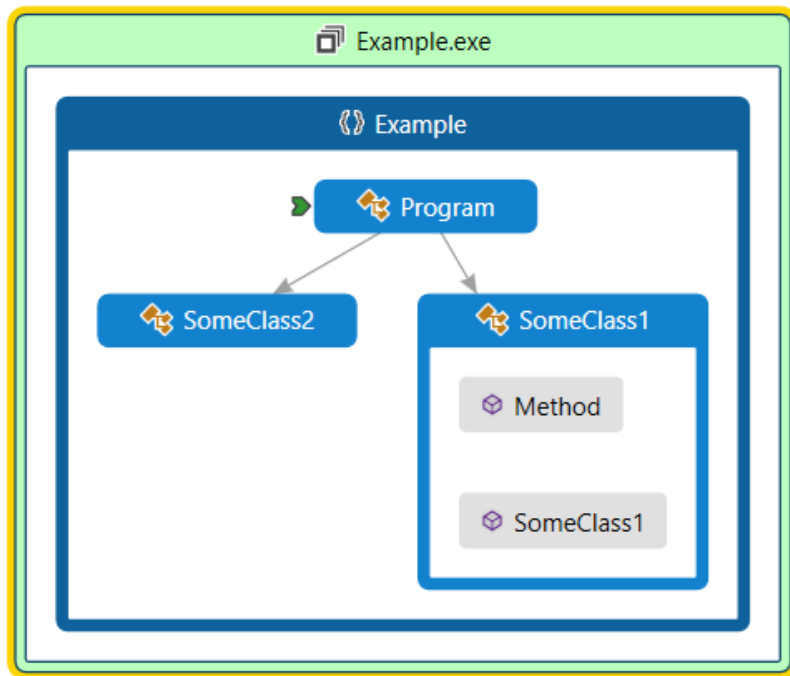 Example.exe
Example
Program
SomeClass2
SomeClass1
Method
SomeClass1